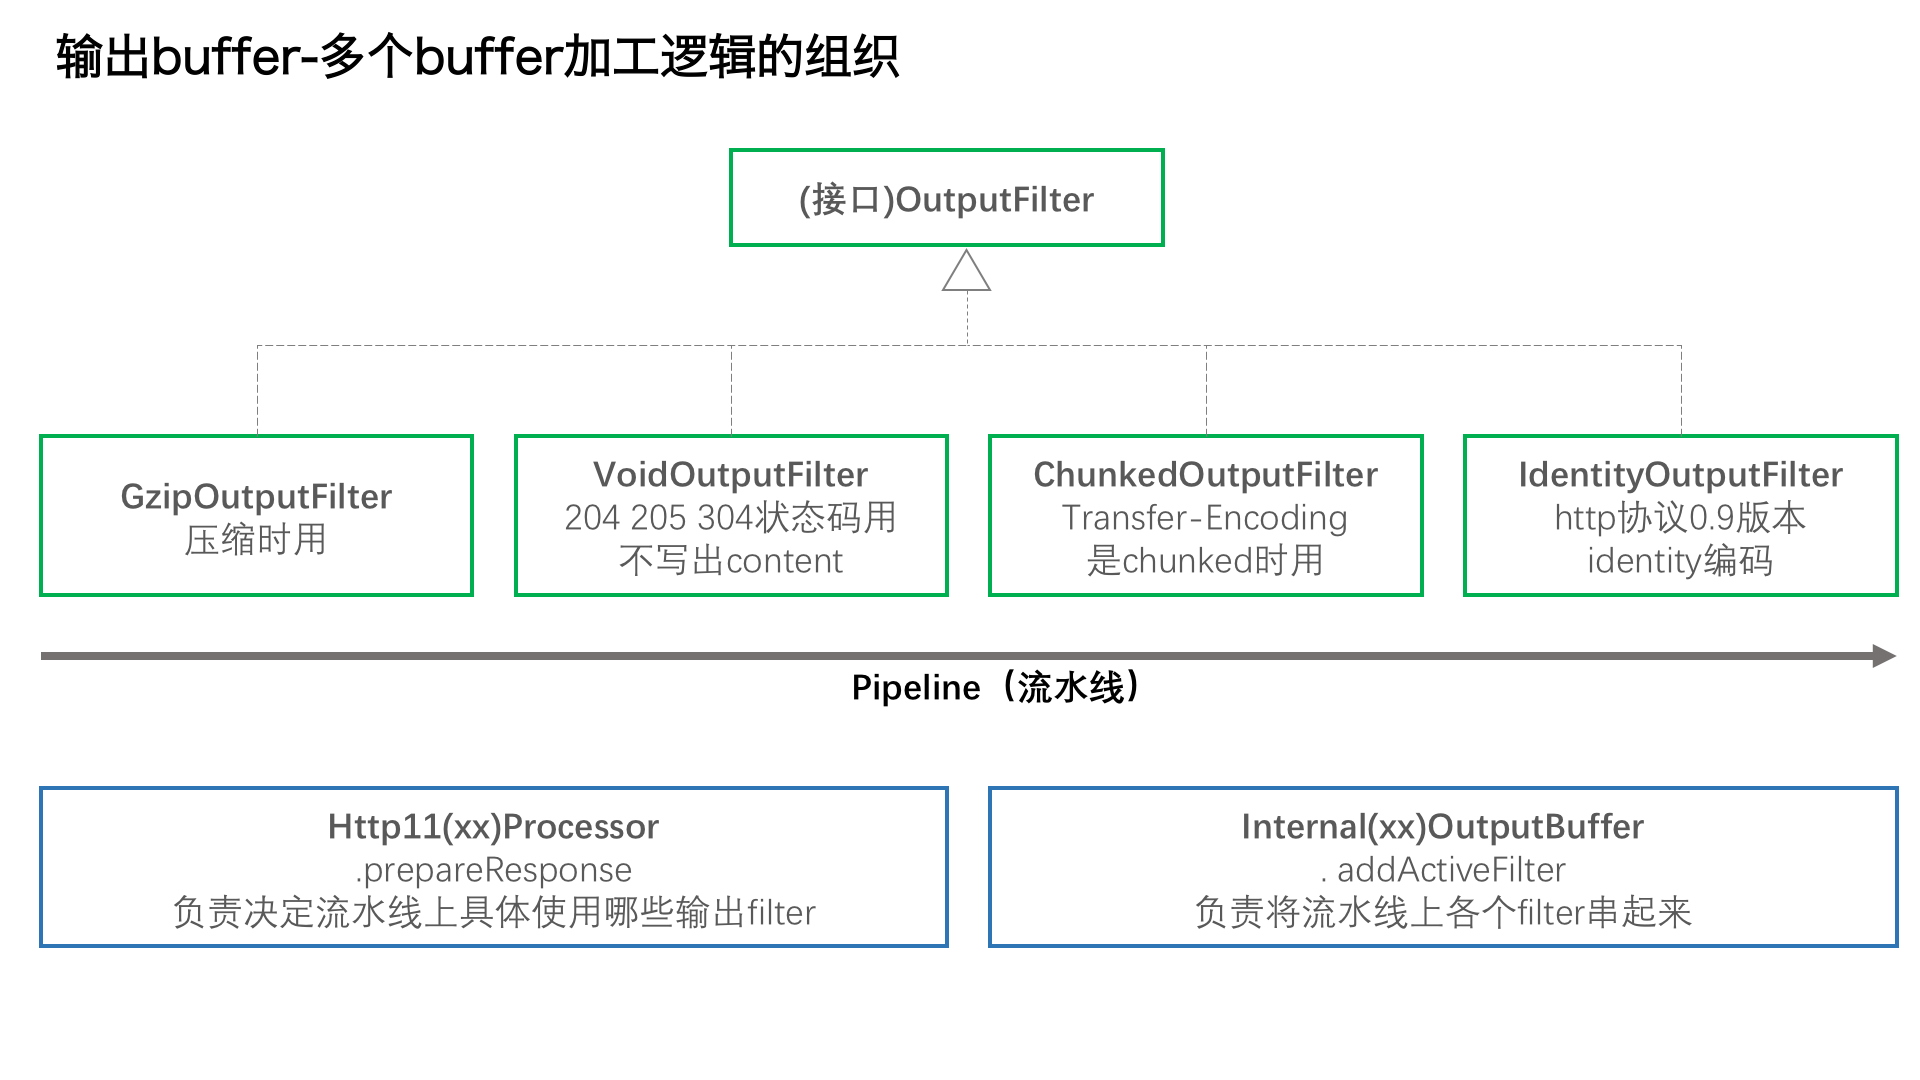 输出buffer-多个buffer加工逻辑的组织
(接口)OutputFilter
GzipOutputFilter
压缩时用
VoidOutputFilter
204 205 304状态码用
不写出content
ChunkedOutputFilter
Transfer-Encoding
是chunked时用
IdentityOutputFilter
http协议0.9版本
identity编码
Pipeline（流水线）
Http11(xx)Processor
.prepareResponse
负责决定流水线上具体使用哪些输出filter
Internal(xx)OutputBuffer
. addActiveFilter
负责将流水线上各个filter串起来